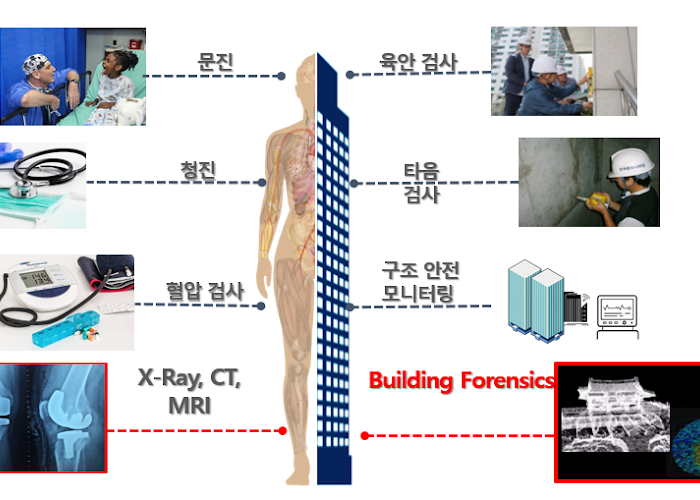 문진
육안 검사
청진
타음
검사
혈압 검사
구조 안전
모니터링
X-Ray, CT,
MRI
Building Forensics